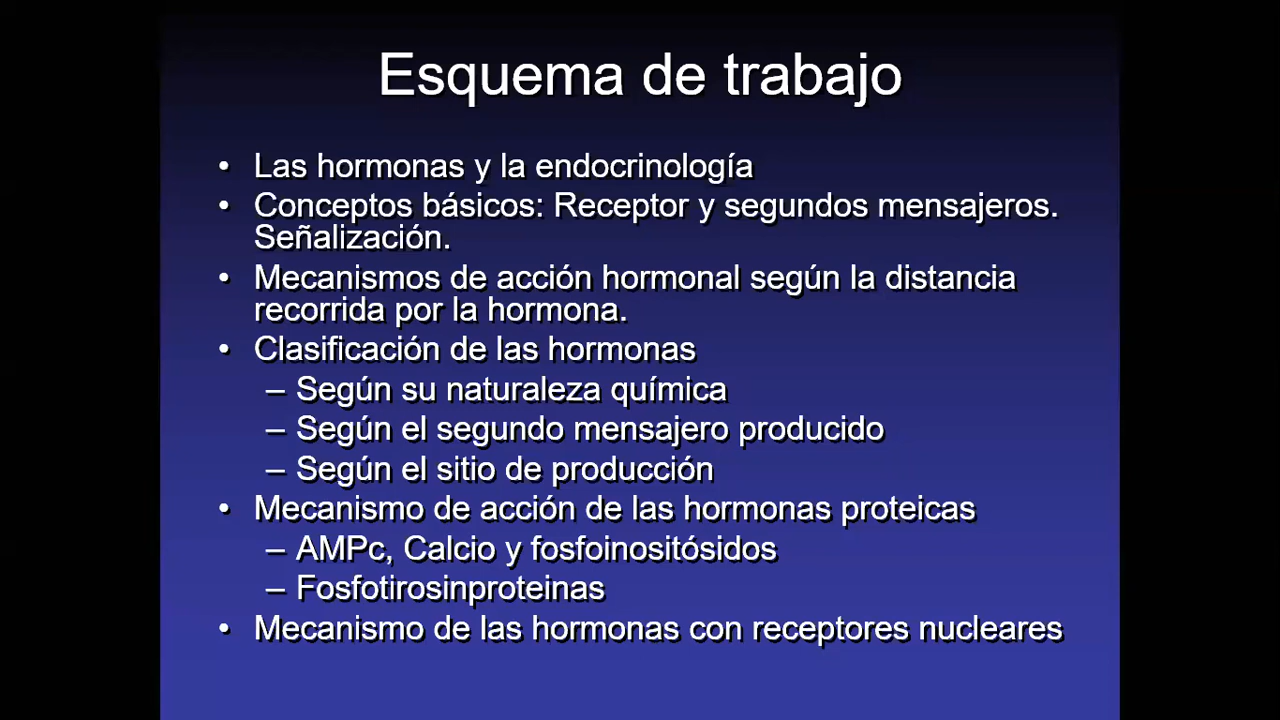 Esquema de trabajo
• Las hormonas y la endocrinología
• Conceptos básicos: Receptor y segundos mensajeros.
Señalización.
• Mecanismos de acción hormonal según la distancia
recorrida por la hormona.
• Clasificación de las hormonas
– Según su naturaleza química
– Según el segundo mensajero producido
– Según el sitio de producción
• Mecanismo de acción de las hormonas proteicas
– AMPc, Calcio y fosfoinositósidos
– Fosfotirosinproteinas
• Mecanismo de las hormonas con receptores nucleares